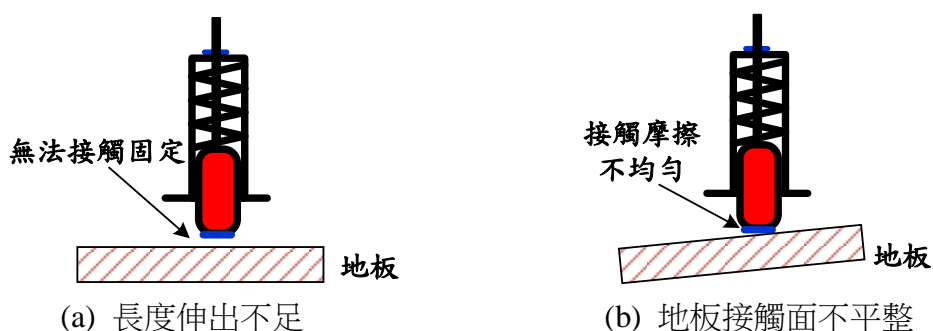 無法接觸固定
地板
(a) 長度伸出不足
接觸摩擦
不均勻
地板
(b) 地板接觸面不平整